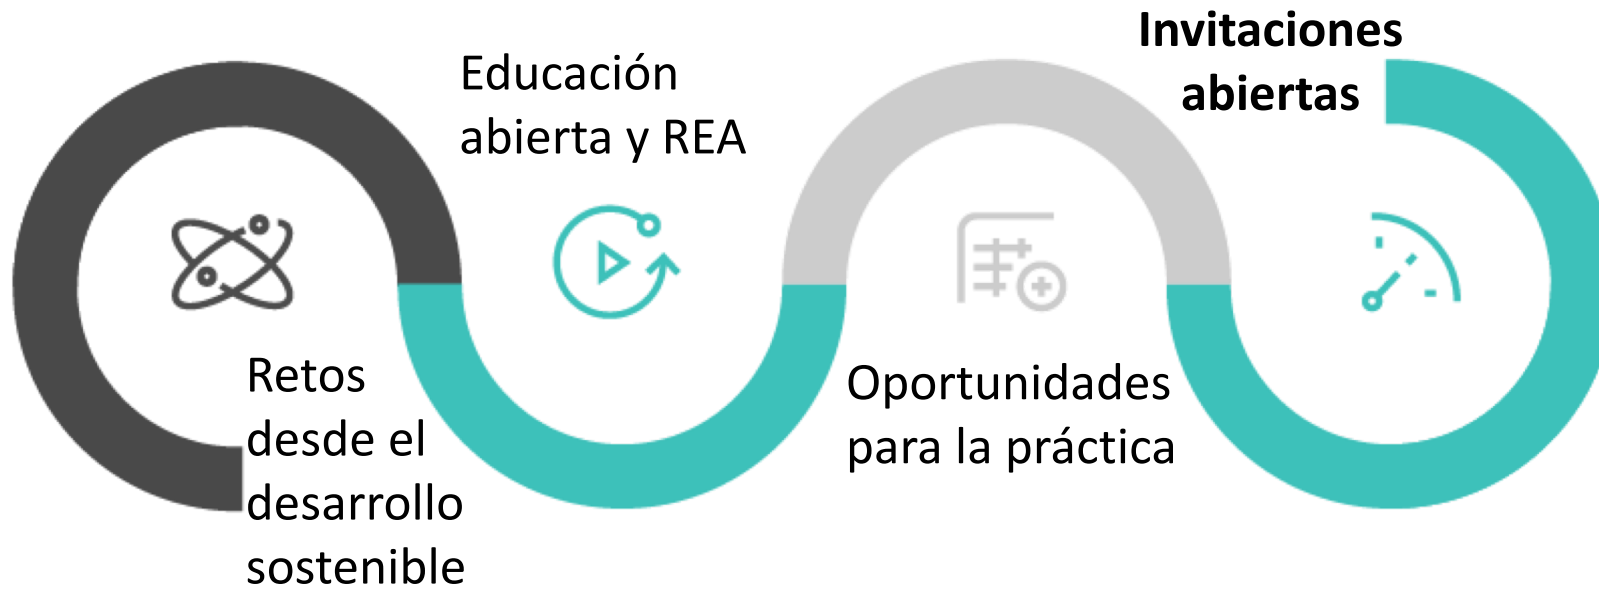 Retos
desde el
desarrollo
sostenible
Educación
abierta y REA
Oportunidades
para la práctica
Invitaciones
abiertas